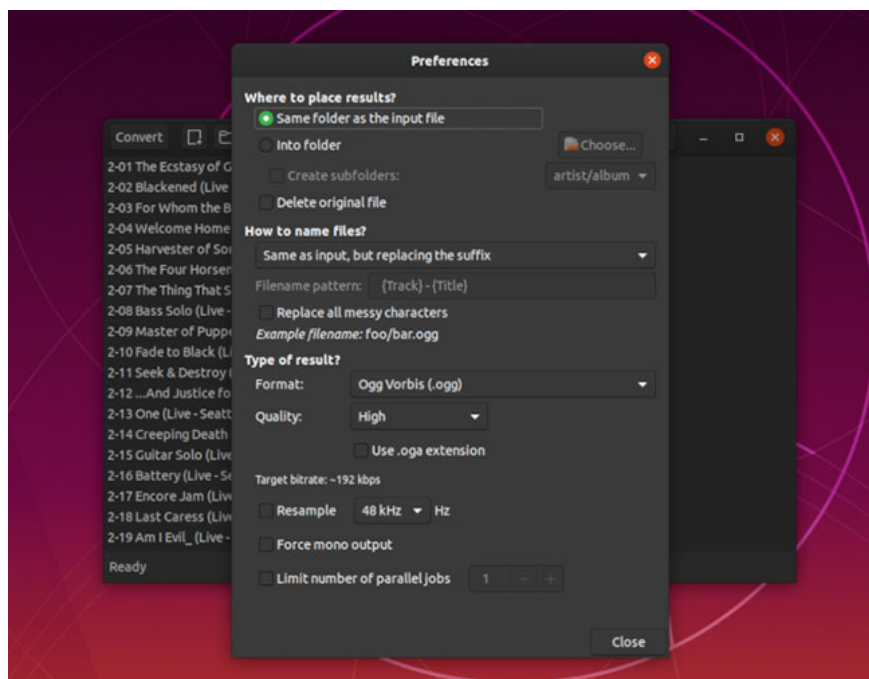 Preferences
Where to place results?
Same folder as the input file
Into folder
Choose...
Create subfolders:
artist/album
Delete original file
How to name files?
Same as input, but replacing the suffix
Filename pattern: {Track} - {Title}
Replace all messy characters
Example filename: foo/bar.ogg
Type of result?
Format: Ogg Vorbis (.ogg)
Quality: High
Use .oga extension
Target bitrate: ~192 kbps
Resample 48 kHz Hz
Force mono output
Limit number of parallel jobs 1
Close
Convert
2-01 The Ecstasy of
2-02 Blackened (Live
2-03 For Whom the
2-04 Welcome Home
2-05 Harvester of
2-06 The Four
2-07 The Thing That
2-08 Bass Solo (Live -
2-09 Master of
2-10 Fade to Black
2-11 Seek & Destroy
2-12 ...And Justice
2-13 One (Live -
2-14 Creeping Death
2-15 Guitar Solo (Live
2-16 Battery (Live -
2-17 Encore Jam
2-18 Last Caress
2-19 Am I Evil_ (Live -
Ready